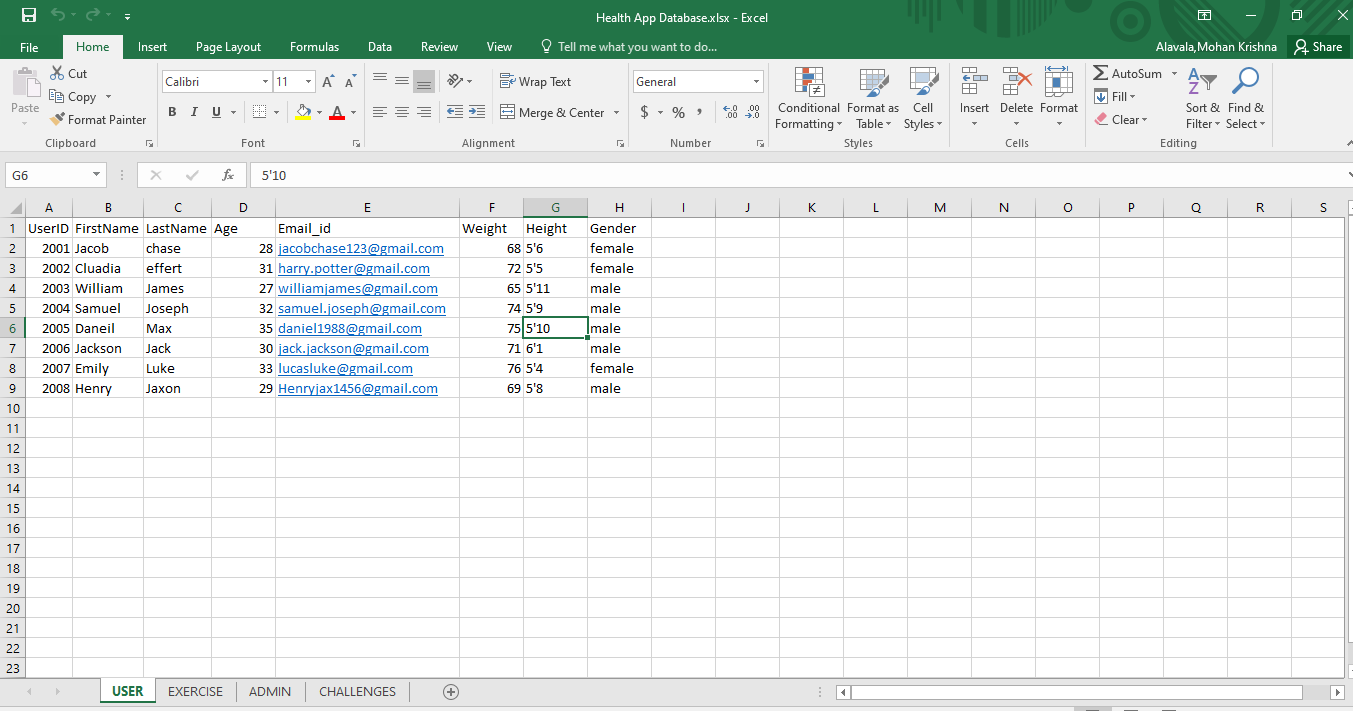 Health App Database.xlsx - Excel
File Home Insert Page Layout Formulas Data Review View Tell me what you want to do... Alavala,Mohan Krishna Share
Paste
Cut
Copy
Format Painter
Clipboard
Calibri 11 A A
B I U A
Font
Wrap Text
Merge & Center
Alignment
General
$ % , .00 .0
Number
Conditional Formatting
Format as Table
Cell Styles
Styles
Insert Delete Format
Cells
AutoSum
Fill
Clear
Sort & Filter
Find & Select
Editing
G6 fx 5'10
A B C D E F G H I J K L M N O P Q R S
1 UserID FirstName LastName Age Email_id Weight Height Gender
2 2001 Jacob chase 28 jacobchase123@gmail.com 68 5'6 female
3 2002 Cluadia effert 31 harry.potter@gmail.com 72 5'5 female
4 2003 William James 27 williamjames@gmail.com 65 5'11 male
5 2004 Samuel Joseph 32 samuel.joseph@gmail.com 74 5'9 male
6 2005 Daneil Max 35 daniel1988@gmail.com 75 5'10 male
7 2006 Jackson Jack 30 jack.jackson@gmail.com 71 6'1 male
8 2007 Emily Luke 33 lucasluke@gmail.com 76 5'4 female
9 2008 Henry Jaxon 29 Henryjax1456@gmail.com 69 5'8 male
10
11
12
13
14
15
16
17
18
19
20
21
22
23
USER EXERCISE ADMIN CHALLENGES